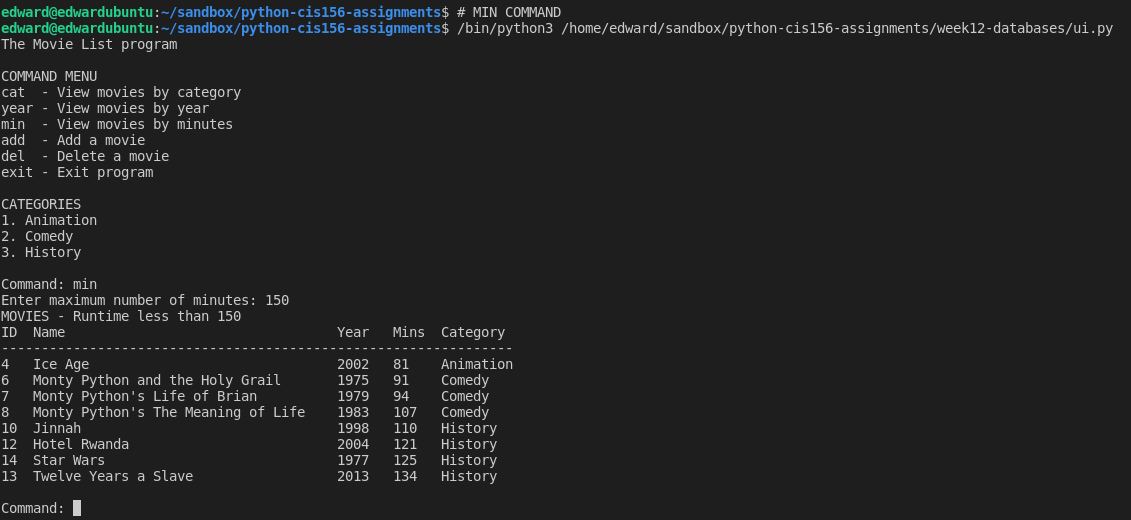 edward@edwardubuntu:~/sandbox/python-cis156-assignments$ # MIN COMMAND
edward@edwardubuntu:~/sandbox/python-cis156-assignments$ /bin/python3 /home/edward/sandbox/python-cis156-assignments/week12-databases/ui.py
The Movie List program

COMMAND MENU
cat  - View movies by category
year - View movies by year
min  - View movies by minutes
add  - Add a movie
del  - Delete a movie
exit - Exit program

CATEGORIES
1. Animation
2. Comedy
3. History

Command: min
Enter maximum number of minutes: 150
MOVIES - Runtime less than 150
ID  Name                                  Year   Mins  Category
----------------------------------------------------------------
4   Ice Age                               2002   81    Animation
6   Monty Python and the Holy Grail       1975   91    Comedy
7   Monty Python's Life of Brian          1979   94    Comedy
8   Monty Python's The Meaning of Life    1983   107   Comedy
10  Jinnah                                1998   110   History
12  Hotel Rwanda                          2004   121   History
14  Star Wars                             1977   125   History
13  Twelve Years a Slave                  2013   134   History

Command: